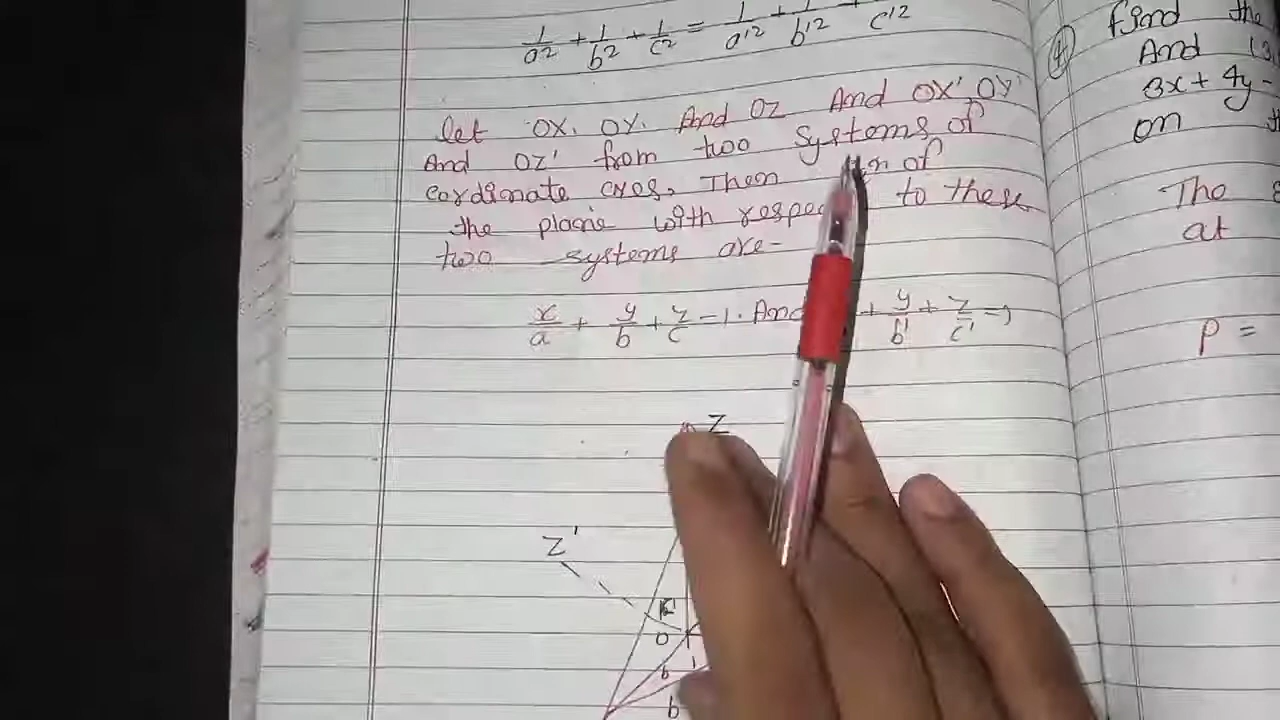 1/a² + 1/b² + 1/c² = 1/a'² + 1/b'² + 1/c'²
let OX, OY. And OZ And OX', OY'
And OZ' from two systems of
cordinate axes, Then of
the plane with respec to these
two systems are-
x/a + y/b + z/c = 1. And + y/b' + z/c' =
Z
Z'
O
b
b
④ Find the
And (3
3x + 4y -
on
The
at
P =